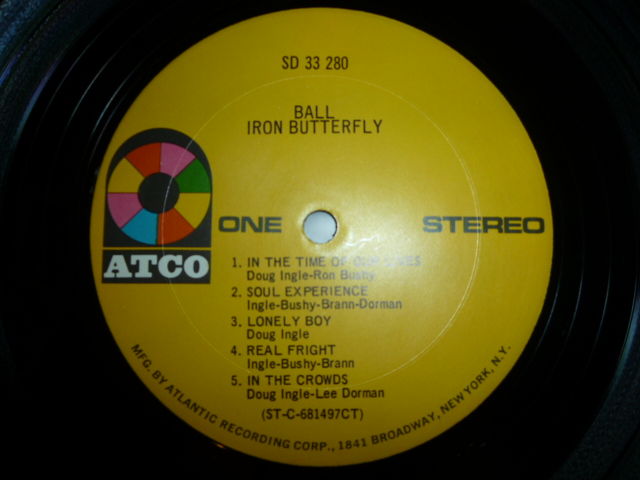 SD 33 280
BALL
IRON BUTTERFLY
ATCO
ONE
STEREO
1. IN THE TIME OF OUR LIVES
Doug Ingle-Ron Bushy
2. SOUL EXPERIENCE
Ingle-Bushy-Brann-Dorman
3. LONELY BOY
Doug Ingle
4. REAL FRIGHT
Ingle-Bushy-Brann
5. IN THE CROWDS
Doug Ingle-Lee Dorman
(ST-C-681497CT)
MFG. BY ATLANTIC RECORDING CORP., 1841 BROADWAY, NEW YORK, N.Y.